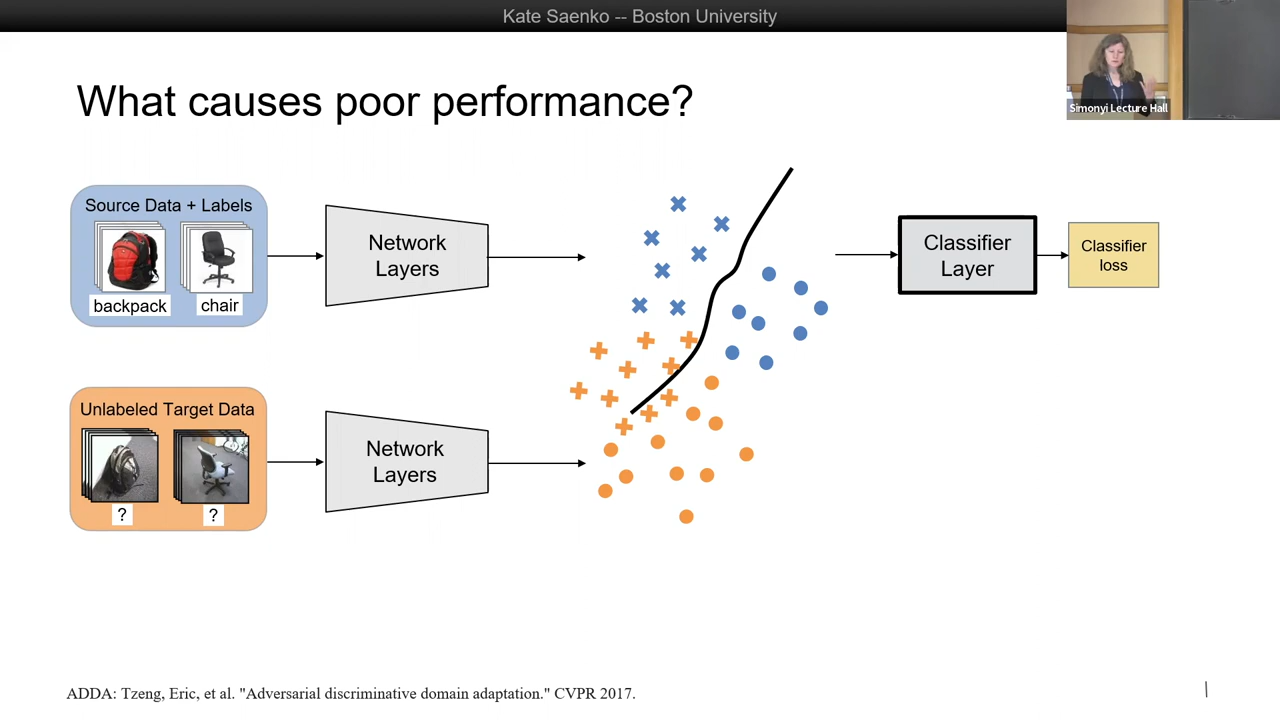 Kate Saenko -- Boston University
Simonyi Lecture Hall
What causes poor performance?
Source Data + Labels
backpack
chair
Network
Layers
Classifier
Layer
Classifier
loss
Unlabeled Target Data
?
?
Network
Layers
ADDA: Tzeng, Eric, et al. "Adversarial discriminative domain adaptation." CVPR 2017.